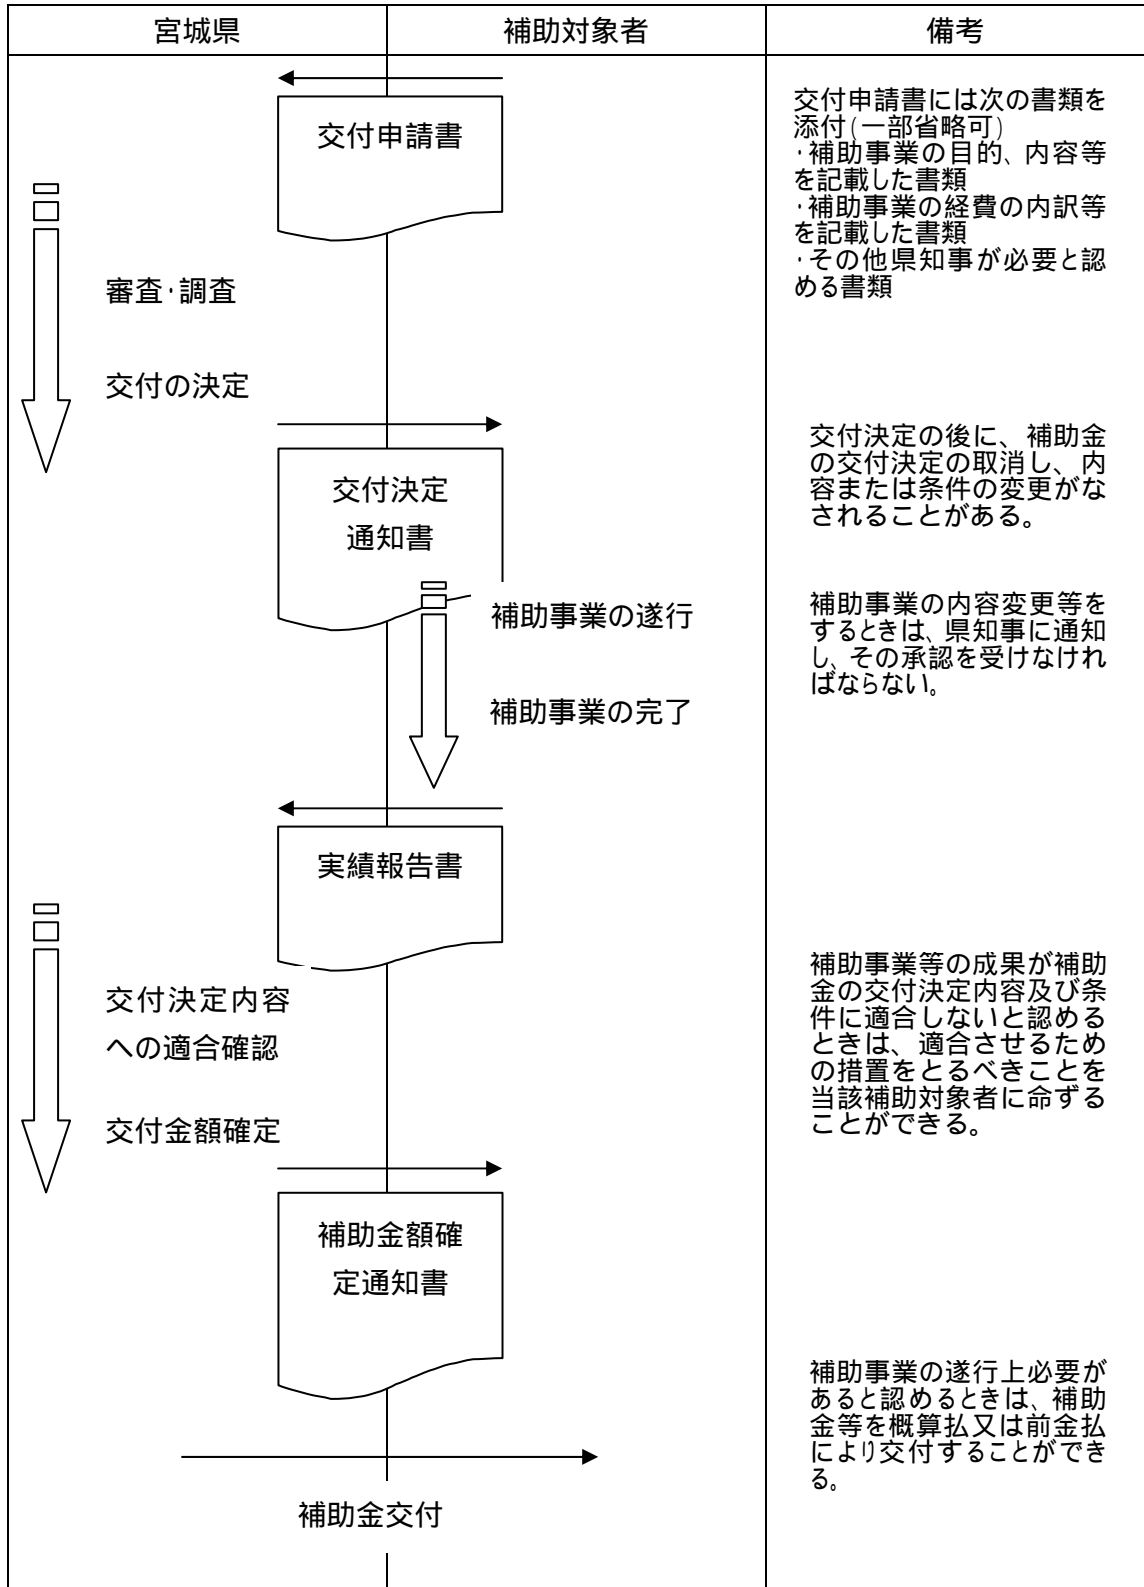 宮城県 補助対象者 備考
交付申請書
交付申請書には次の書類を
添付(一部省略可)
・補助事業の目的、内容等
を記載した書類
・補助事業の経費の内訳等
を記載した書類
・その他県知事が必要と認
める書類
審査・調査
交付の決定
交付決定
通知書
交付決定の後に、補助金
の交付決定の取消し、内
容または条件の変更がな
されることがある。
補助事業の遂行
補助事業の完了
補助事業の内容変更等を
するときは、県知事に通知
し、その承認を受けなけれ
ばならない。
実績報告書
交付決定内容
への適合確認
交付金額確定
補助事業等の成果が補助
金の交付決定内容及び条
件に適合しないと認める
ときは、適合させるため
の措置をとるべきことを
当該補助対象者に命ずる
ことができる。
補助金額確
定通知書
補助事業の遂行上必要が
あると認めるときは、補助
金等を概算払又は前金払
により交付することができ
る。
補助金交付